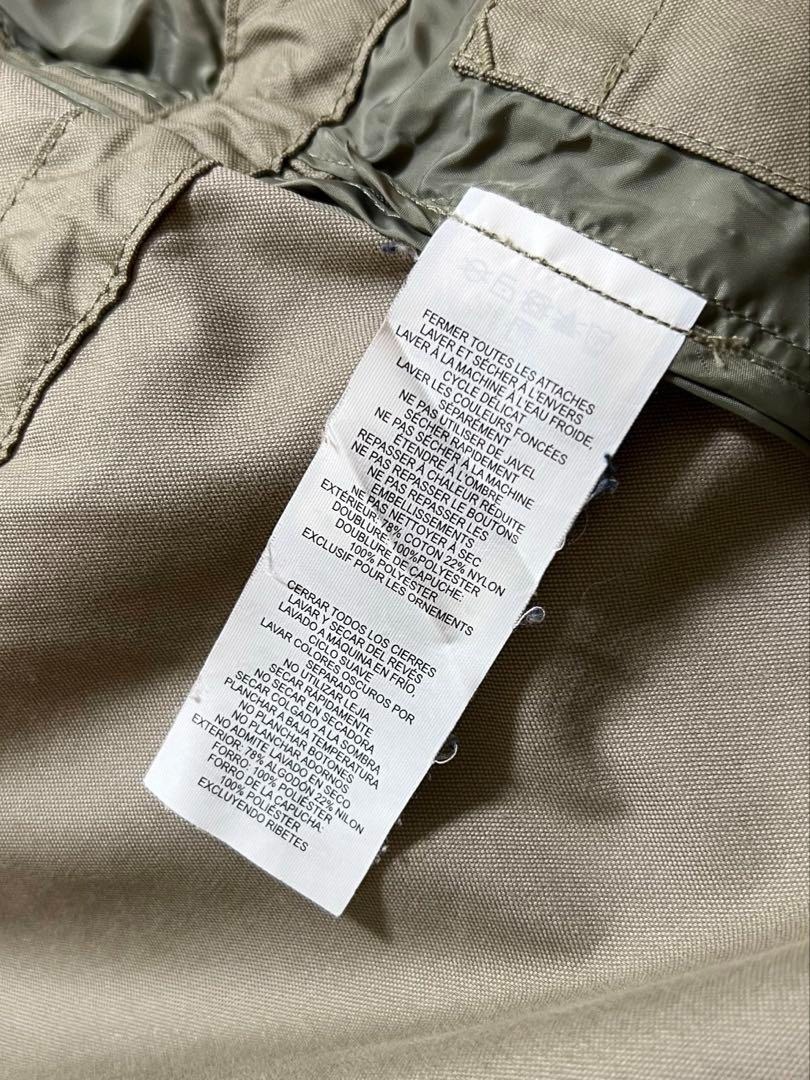 FERMER TOUTES LES ATTACHES
LAVER ET SÉCHER À L'ENVERS
LAVER À LA MACHINE À L'EAU FROIDE,
CYCLE DÉLICAT
LAVER LES COULEURS FONCÉES
SÉPARÉMENT
NE PAS UTILISER DE JAVEL
SÉCHER RAPIDEMENT
NE PAS SÉCHER À LA MACHINE
ÉTENDRE À L'OMBRE
REPASSER À CHALEUR RÉDUITE
NE PAS REPASSER LES BOUTONS
NE PAS REPASSER LES
EMBELLISSEMENTS
NE PAS NETTOYER À SEC
EXTÉRIEUR: 78% COTON 22% NYLON
DOUBLURE: 100%POLYESTER
DOUBLURE DE CAPUCHE:
100% POLYESTER
EXCLUSIF POUR LES ORNEMENTS
CERRAR TODOS LOS CIERRES
LAVAR Y SECAR DEL REVÉS
LAVADO A MÁQUINA EN FRÍO.
CICLO SUAVE
LAVAR COLORES OSCUROS POR
SEPARADO
NO UTILIZAR LEJÍA
SECAR RÁPIDAMENTE
NO SECAR EN SECADORA
SECAR COLGADO A LA SOMBRA
PLANCHAR A BAJA TEMPERATURA
NO PLANCHAR BOTONES
NO PLANCHAR ADORNOS
NO ADMITE LAVADO EN SECO
EXTERIOR: 78% ALGODÓN 22% NILON
FORRO: 100% POLIÉSTER
FORRO DE LA CAPUCHA:
100% POLIÉSTER
EXCLUYENDO RIBETES